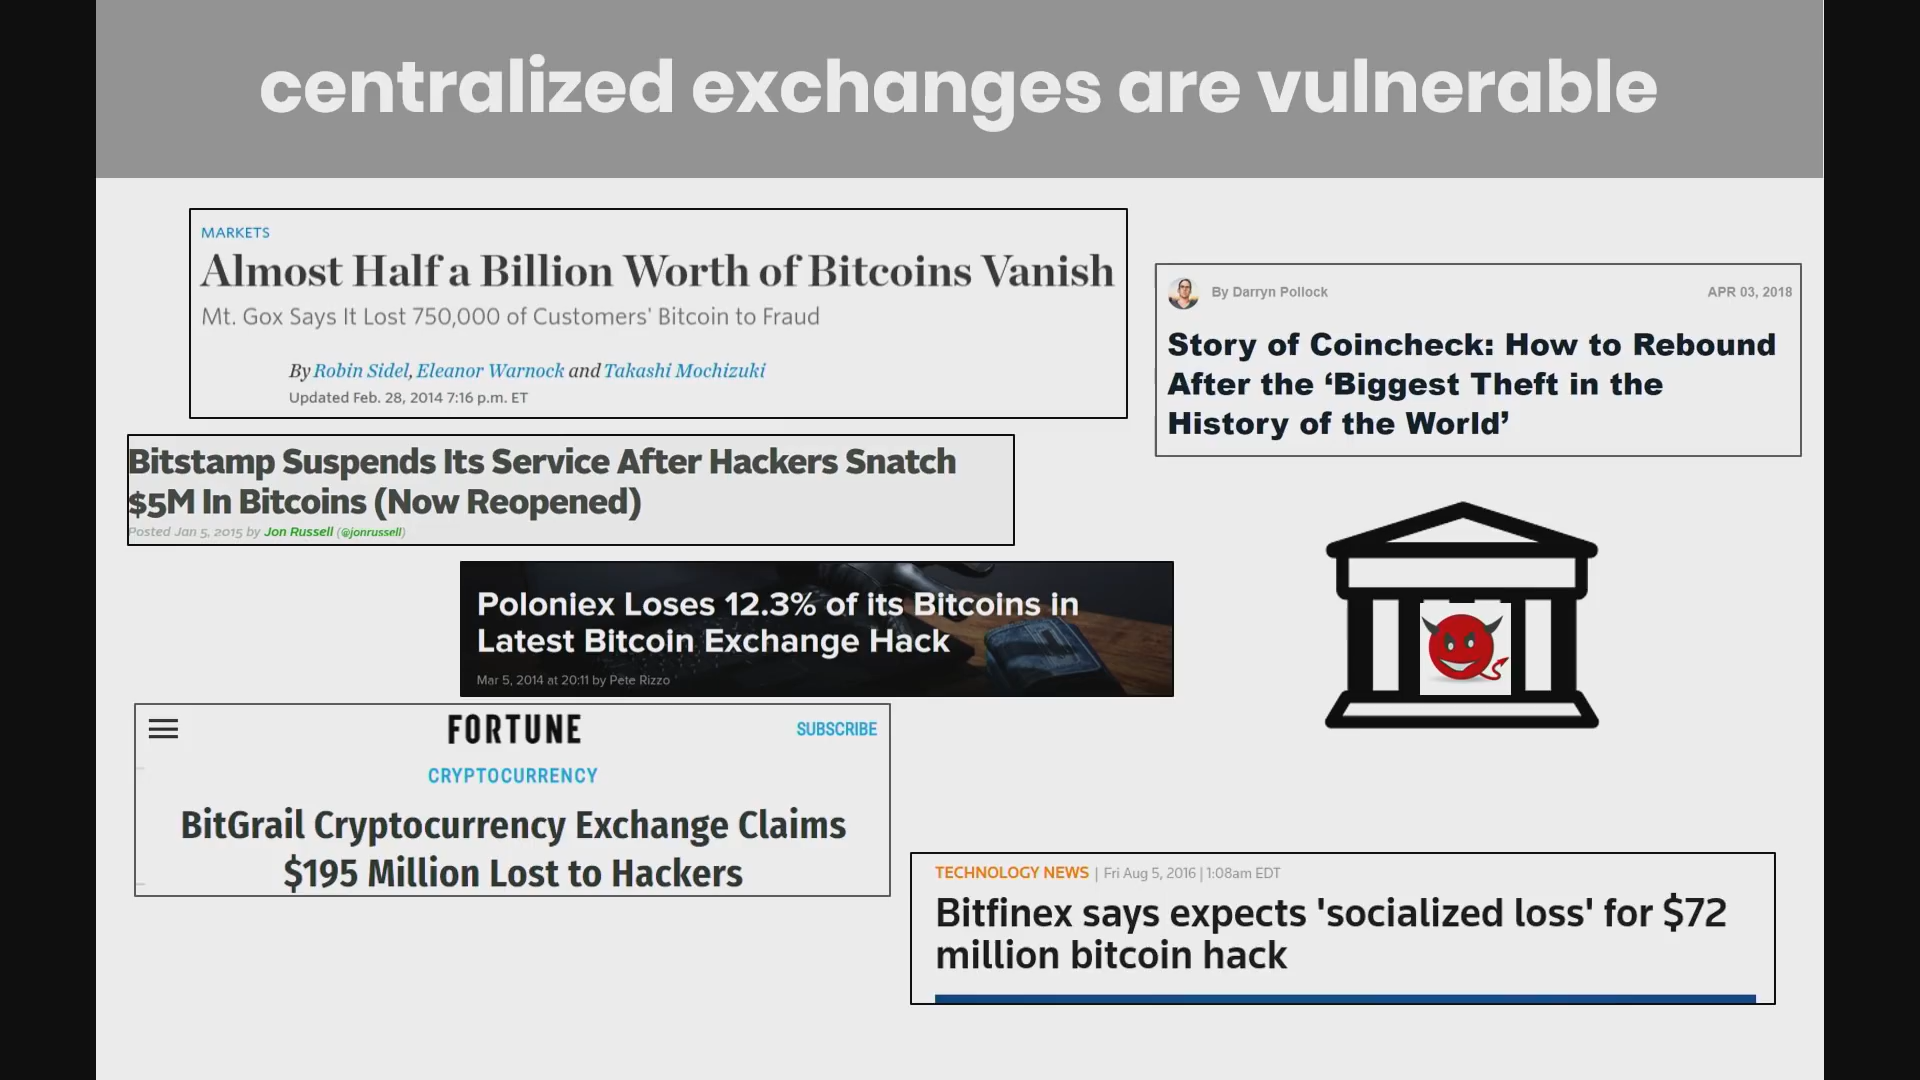 centralized exchanges are vulnerable
MARKETS
Almost Half a Billion Worth of Bitcoins Vanish
Mt. Gox Says It Lost 750,000 of Customers' Bitcoin to Fraud
By Robin Sidel, Eleanor Warnock and Takashi Mochizuki
Updated Feb. 28, 2014 7:16 p.m. ET
By Darryn Pollock
APR 03, 2018
Story of Coincheck: How to Rebound
After the ‘Biggest Theft in the
History of the World’
Bitstamp Suspends Its Service After Hackers Snatch
$5M In Bitcoins (Now Reopened)
Posted Jan 5, 2015 by Jon Russell (@jonrussell)
Poloniex Loses 12.3% of its Bitcoins in
Latest Bitcoin Exchange Hack
Mar 5, 2014 at 20:11 by Pete Rizzo
FORTUNE
SUBSCRIBE
CRYPTOCURRENCY
BitGrail Cryptocurrency Exchange Claims
$195 Million Lost to Hackers
TECHNOLOGY NEWS | Fri Aug 5, 2016 | 1:08am EDT
Bitfinex says expects 'socialized loss' for $72
million bitcoin hack